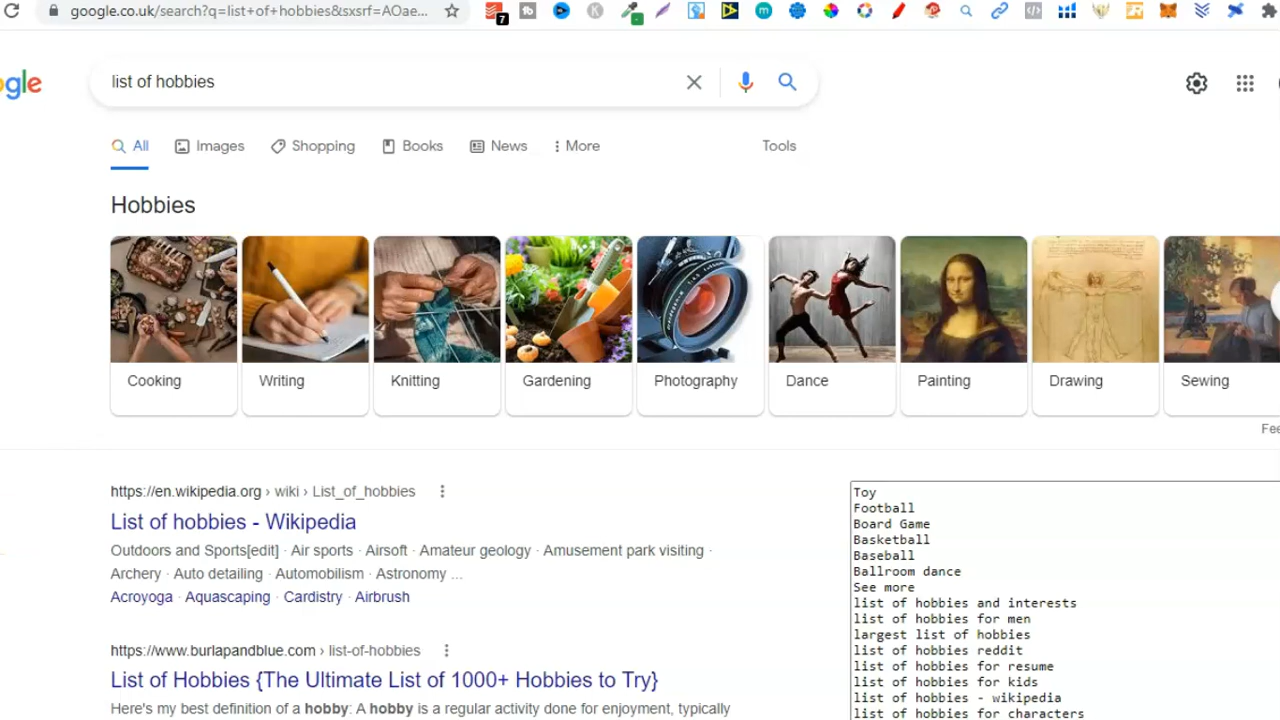 google.co.uk/search?q=list+of+hobbies&sxsrf=AOae...
7
gle
list of hobbies
All Images Shopping Books News More Tools
Hobbies
Cooking Writing Knitting Gardening Photography Dance Painting Drawing Sewing
Fee
https://en.wikipedia.org › wiki › List_of_hobbies
List of hobbies - Wikipedia
Outdoors and Sports[edit] · Air sports · Airsoft · Amateur geology · Amusement park visiting ·
Archery · Auto detailing · Automobilism · Astronomy ...
Acroyoga · Aquascaping · Cardistry · Airbrush
https://www.burlapandblue.com › list-of-hobbies
List of Hobbies {The Ultimate List of 1000+ Hobbies to Try}
Here's my best definition of a hobby: A hobby is a regular activity done for enjoyment, typically
Toy
Football
Board Game
Basketball
Baseball
Ballroom dance
See more
list of hobbies and interests
list of hobbies for men
largest list of hobbies
list of hobbies reddit
list of hobbies for resume
list of hobbies for kids
list of hobbies - wikipedia
list of hobbies for characters